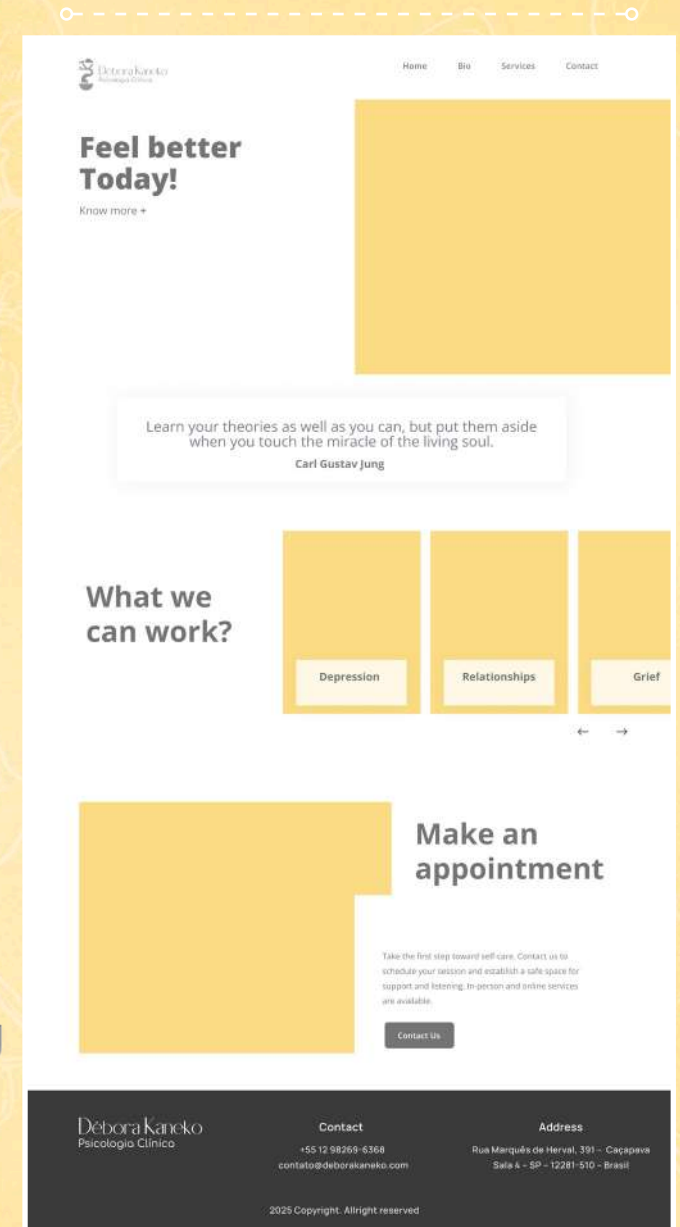 Débora Kaneko
Psicologia Clínica
Home Bio Services Contact
Feel better
Today!
Know more +
Learn your theories as well as you can, but put them aside
when you touch the miracle of the living soul.
Carl Gustav Jung
What we
can work?
Depression
Relationships
Grief
← →
Make an
appointment
Take the first step toward self care. Contact us to
schedule your session and establish a safe space for
support and listening. In-person and online services
are available.
Contact Us
Débora Kaneko
Psicologia Clínica
Contact
+55 12 98269-6368
contato@deborakaneko.com
Address
Rua Marquês de Herval, 391 – Caçapava
Sala 4 – SP – 12281-510 – Brasil
2025 Copyright. Allright reserved